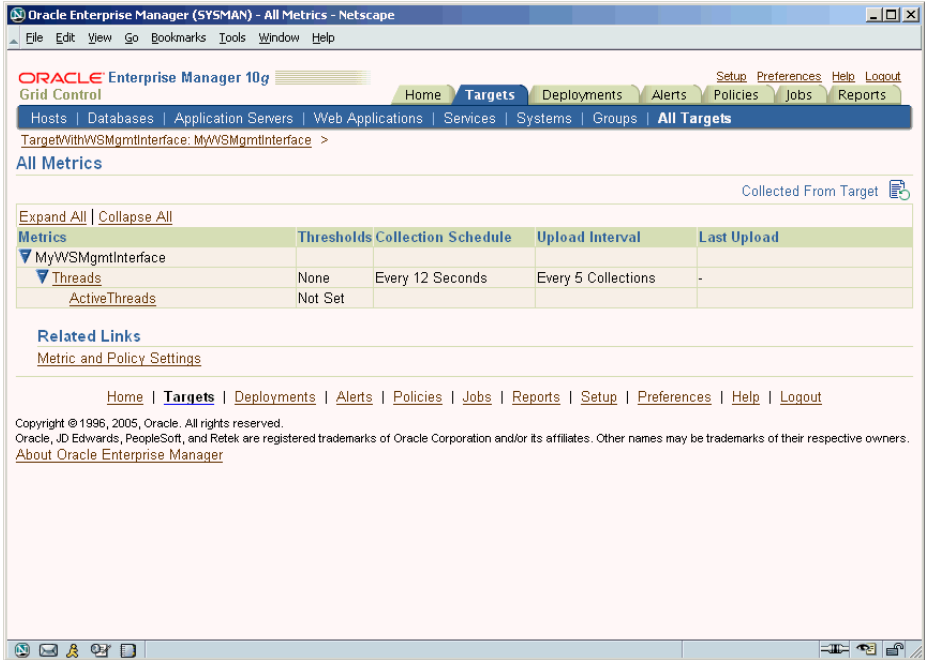 Oracle Enterprise Manager (SYSMAN) - All Metrics - Netscape
File Edit View Go Bookmarks Tools Window Help
ORACLE Enterprise Manager 10g
Grid Control
Setup Preferences Help Logout
Home Targets Deployments Alerts Policies Jobs Reports
Hosts | Databases | Application Servers | Web Applications | Services | Systems | Groups | All Targets
TargetWithWSMgmtInterface: MyWSMgmtInterface >
All Metrics
Collected From Target
Expand All | Collapse All
Metrics Thresholds Collection Schedule Upload Interval Last Upload
MyWSMgmtInterface
Threads None Every 12 Seconds Every 5 Collections -
ActiveThreads Not Set
Related Links
Metric and Policy Settings
Home | Targets | Deployments | Alerts | Policies | Jobs | Reports | Setup | Preferences | Help | Logout
Copyright © 1996, 2005, Oracle. All rights reserved.
Oracle, JD Edwards, PeopleSoft, and Retek are registered trademarks of Oracle Corporation and/or its affiliates. Other names may be trademarks of their respective owners.
About Oracle Enterprise Manager